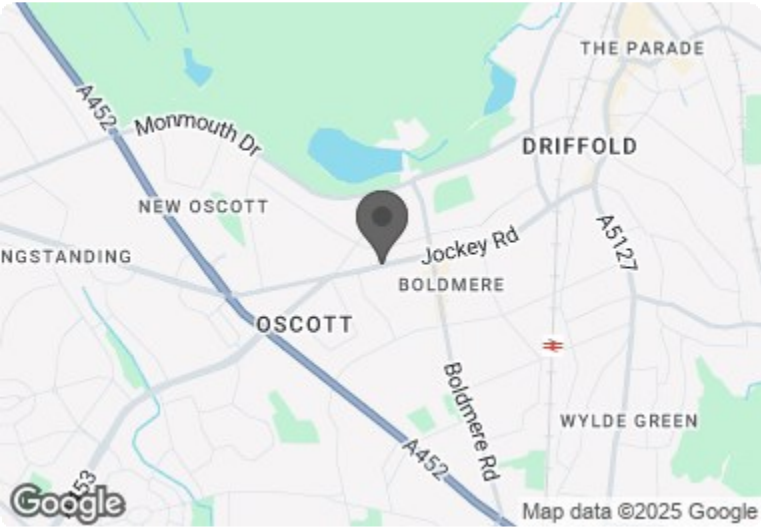 THE PARADE
A452
Monmouth Dr
DRIFFOLD
NEW OSCOTT
A5127
Jockey Rd
NGSTANDING
BOLDMERE
OSCOTT
Boldmere Rd
WYLDE GREEN
A452
53
Google
Map data ©2025 Google